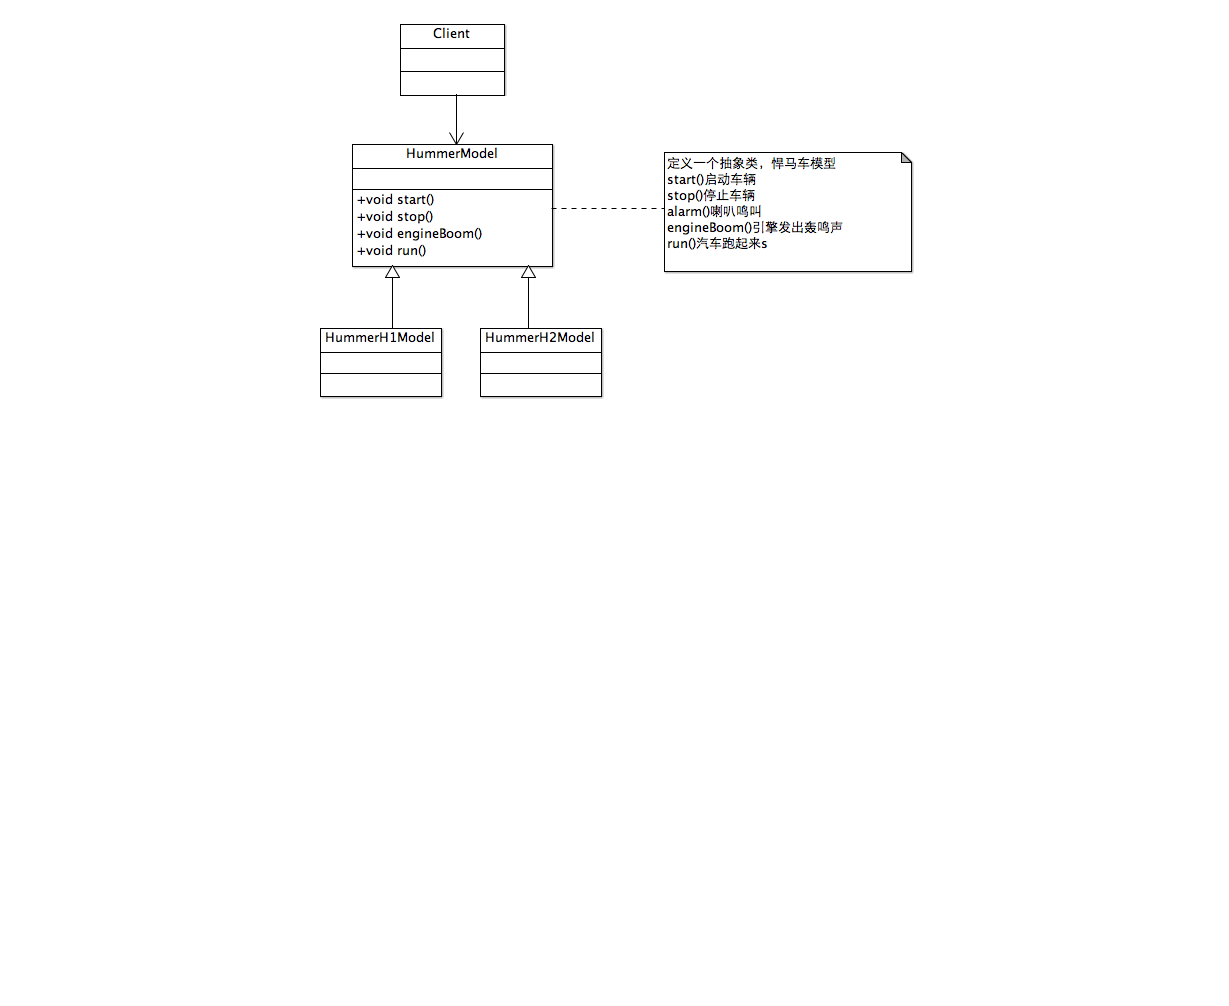 Client
HummerModel
+void start()
+void stop()
+void engineBoom()
+void run()
定义一个抽象类，悍马车模型
start()启动车辆
stop()停止车辆
alarm()喇叭鸣叫
engineBoom()引擎发出轰鸣声
run()汽车跑起来s
HummerH1Model
HummerH2Model